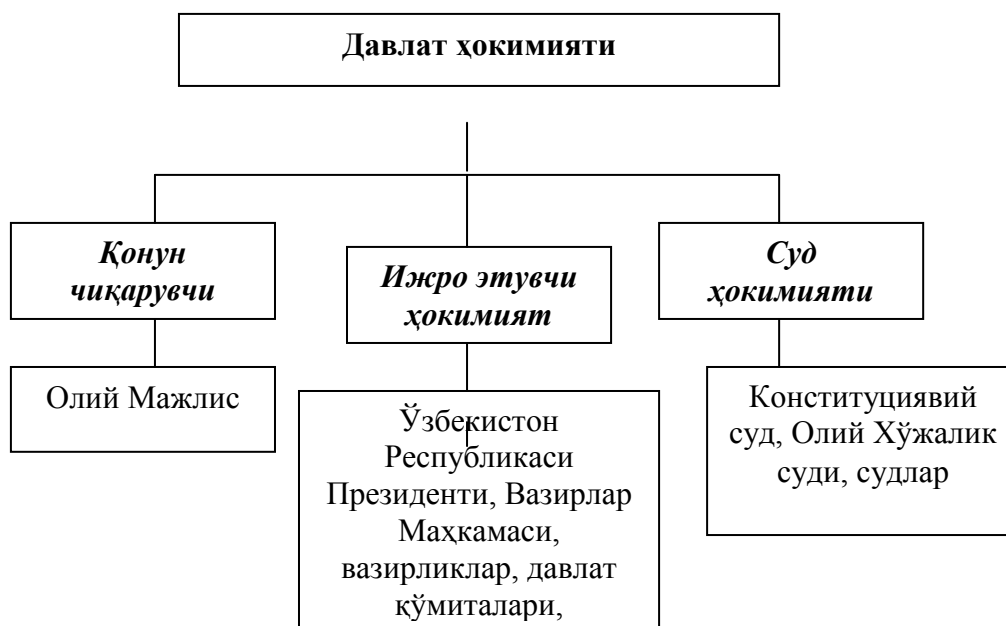 Давлат ҳокимияти
Қонун
чиқарувчи
Ижро этувчи
ҳокимият
Суд
ҳокимияти
Олий Мажлис
Ўзбекистон
Республикаси
Президенти, Вазирлар
Маҳкамаси,
вазирликлар, давлат
қўмиталари,
Конституциявий
суд, Олий Хўжалик
суди, судлар